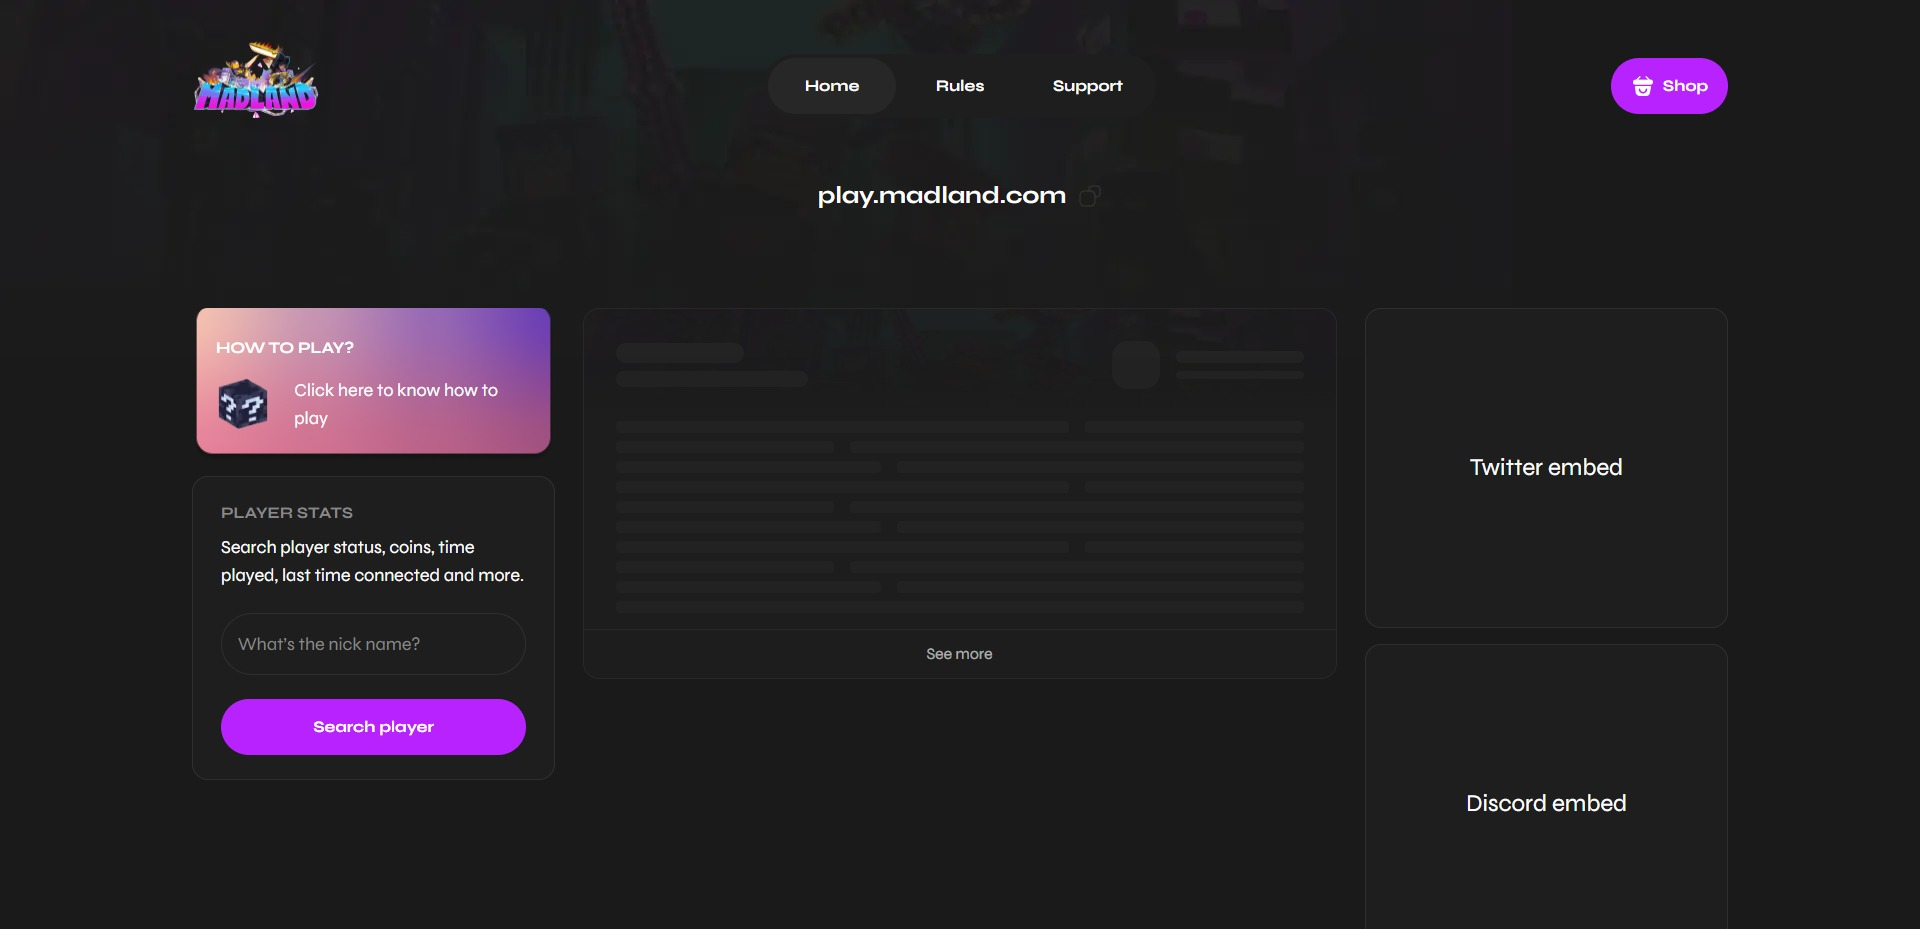 MADLAND
Home
Rules
Support
Shop
play.madland.com
HOW TO PLAY?
Click here to know how to
play
PLAYER STATS
Search player status, coins, time
played, last time connected and more.
What's the nick name?
Search player
See more
Twitter embed
Discord embed